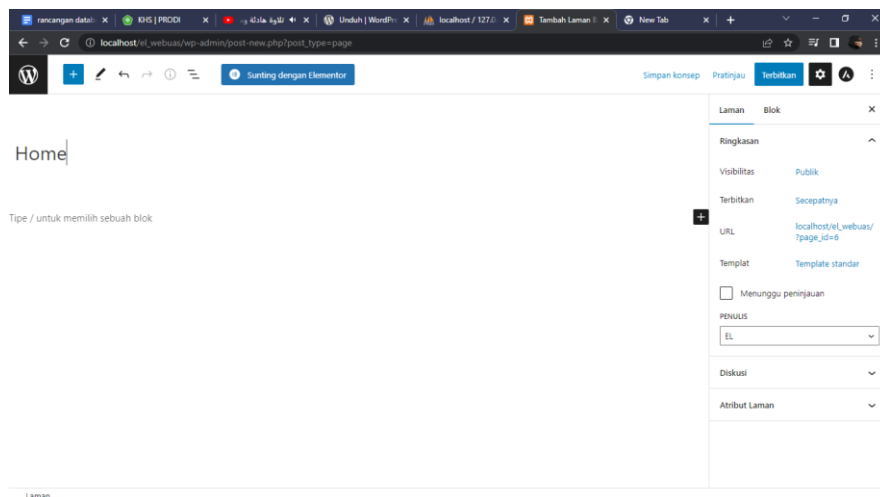 rancangan datab
KHS | PRODI
تلاوة هادئة وب
Unduh | WordPr
localhost / 127.0
Tambah Laman
New Tab
localhost/el_webuas/wp-admin/post-new.php?post_type=page
Sunting dengan Elementor
Simpan konsep
Pratinjau
Terbitkan
Laman
Blok
Home
Tipe / untuk memilih sebuah blok
Ringkasan
Visibilitas
Publik
Terbitkan
Secepatnya
URL
localhost/el_webuas/
?page_id=6
Templat
Template standar
Menunggu peninjauan
PENULIS
EL
Diskusi
Atribut Laman
Laman